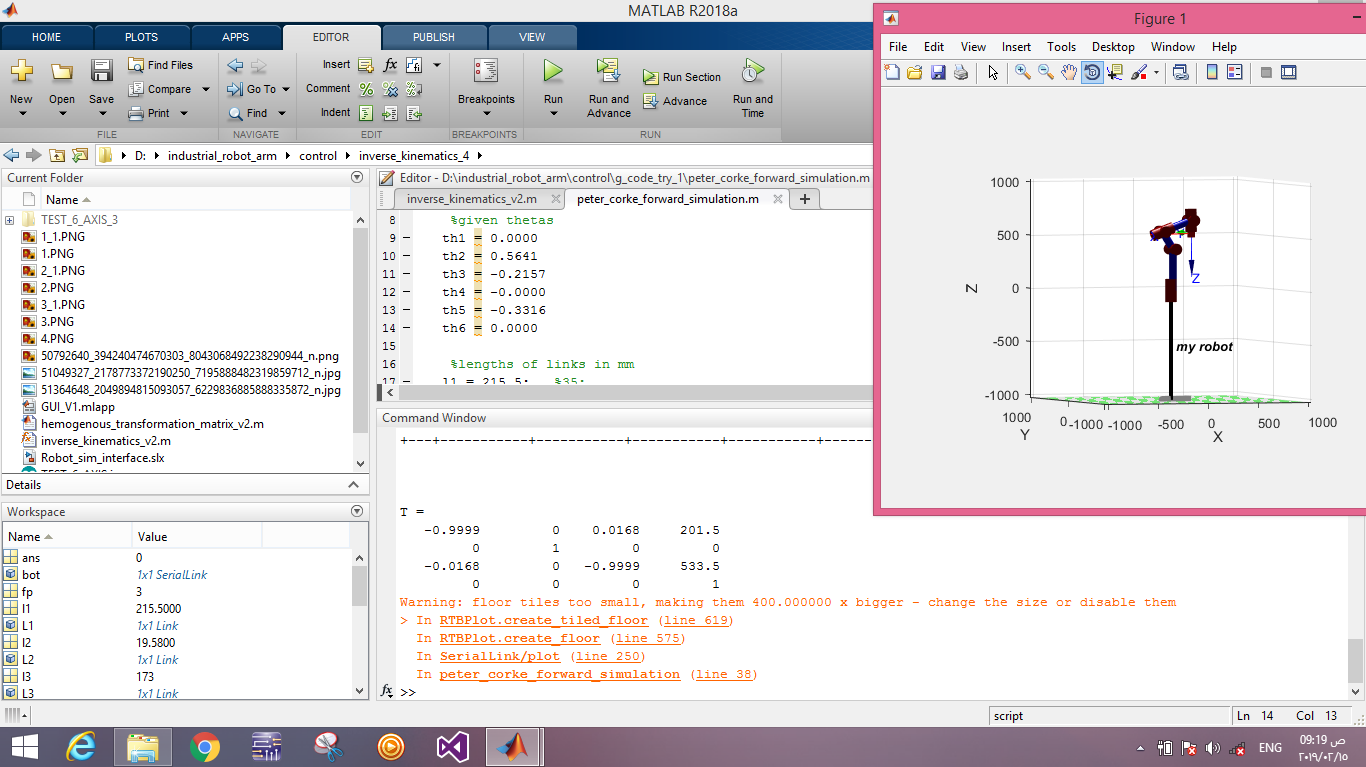 MATLAB R2018a
HOME PLOTS APPS EDITOR PUBLISH VIEW
New Open Save
Find Files
Compare
Print
FILE
Go To
Find
NAVIGATE
Insert
Comment
Indent
EDIT
Breakpoints
BREAKPOINTS
Run
Run and Advance
Run Section
Advance
Run and Time
RUN
D: industrial_robot_arm control inverse_kinematics_4
Current Folder
Name
TEST_6_AXIS_3
1_1.PNG
1.PNG
2_1.PNG
2.PNG
3_1.PNG
3.PNG
4.PNG
50792640_394240474670303_8043068492238290944_n.png
51049327_2178773372190250_7195888482319859712_n.jpg
51364648_2049894815093057_6229836885888335872_n.jpg
GUI_V1.mlapp
hemogenous_transformation_matrix_v2.m
inverse_kinematics_v2.m
Robot_sim_interface.slx
Details
Workspace
Name Value
ans 0
bot 1x1 SerialLink
fp 3
l1 215.5000
L1 1x1 Link
l2 19.5800
L2 1x1 Link
l3 173
L3 1x1 Link
Editor - D:\industrial_robot_arm\control\g_code_try_1\peter_corke_forward_simulation.m
inverse_kinematics_v2.m peter_corke_forward_simulation.m
8 %given thetas
9 - th1 = 0.0000
10 - th2 = 0.5641
11 - th3 = -0.2157
12 - th4 = -0.0000
13 - th5 = -0.3316
14 - th6 = 0.0000
15
16 %lengths of links in mm
17 - l1 = 215.5; %35;
Command Window
+---+-----------+-----------+-----------+-----------+-----
T =
-0.9999 0 0.0168 201.5
0 1 0 0
-0.0168 0 -0.9999 533.5
0 0 0 1
Warning: floor tiles too small, making them 400.000000 x bigger - change the size or disable them
> In RTBPlot.create_tiled_floor (line 619)
In RTBPlot.create_floor (line 575)
In SerialLink/plot (line 250)
In peter_corke_forward_simulation (line 38)
fx >>
Figure 1
File Edit View Insert Tools Desktop Window Help
1000
500
0
-500
-1000
Z
Z
my robot
1000 0 -1000 -1000 -500 0 500 1000
Y X
script
Ln 14 Col 13
ENG
09:19 ص
٢٠١٩/٠٢/١٥